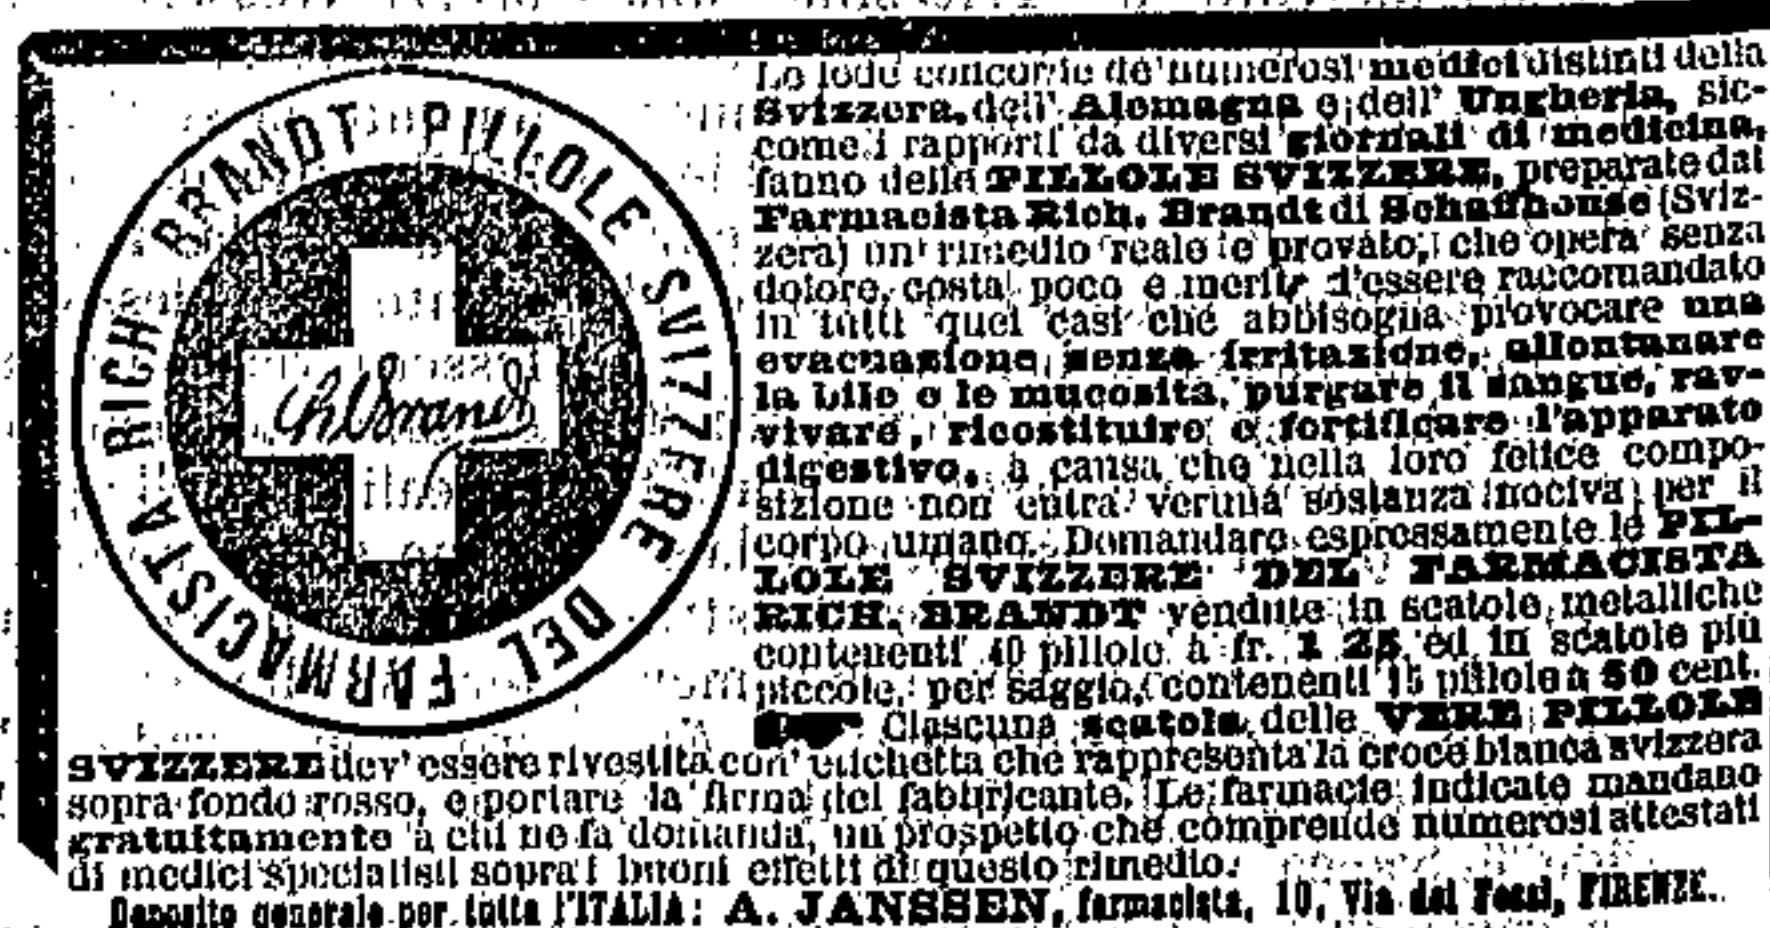 RICH BRANDT PILLOLE SVIZZERE DEL FARMACISTA
Ch Brandt
Le lodi concordie de' numerosi medici distinti della
Svizzera, dell' Alemagna e dell' Ungheria, sic-
come i rapporti da diversi giornali di medicina,
fanno delle PILLOLE SVIZZERE, preparate dal
Farmacista Rich. Brandt di Schaffhouse (Sviz-
zera) un rimedio reale e provato, che opera senza
dolore, costa poco e merita d'essere raccomandato
in tutti quei casi che abbisogna provocare una
evacuazione senza irritazione, allontanare
la bile e le mucosità, purgare il sangue, rav-
vivare, ricostituire e fortificare l'apparato
digestivo, a causa che nella loro felice compo-
sizione non entra veruna sostanza nociva per il
corpo umano. Domandare espressamente le PIL-
LOLE SVIZZERE DEL FARMACISTA
RICH. BRANDT vendute in scatole metalliche
contenenti 40 pillole a fr. 1 25 ed in scatole più
piccole, per saggio, contenenti 15 pillole a 50 cent.
Ciascuna scatola delle VERE PILLOLE
SVIZZERE dev' essere rivestita con' etichetta che rappresenta la croce bianca svizzera
sopra fondo rosso, e portare la firma del fabbricante. Le farmacie indicate mandano
gratuitamente a chi ne fa domanda, un prospetto che comprende numerosi attestati
di medici specialisti sopra i buoni effetti di questo rimedio.
Deposito generale per tutta l'ITALIA: A. JANSSEN, farmacista, 10, Via dei Fossi, FIRENZE.